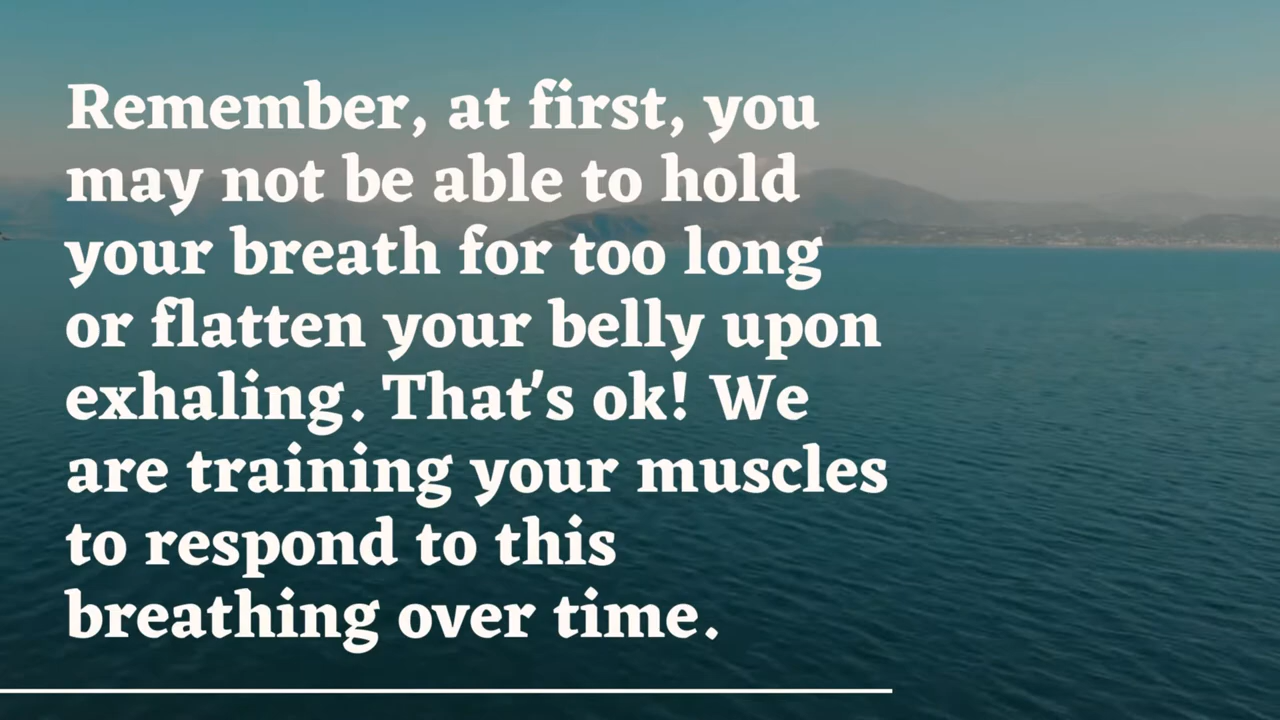 Remember, at first, you
may not be able to hold
your breath for too long
or flatten your belly upon
exhaling. That's ok! We
are training your muscles
to respond to this
breathing over time.